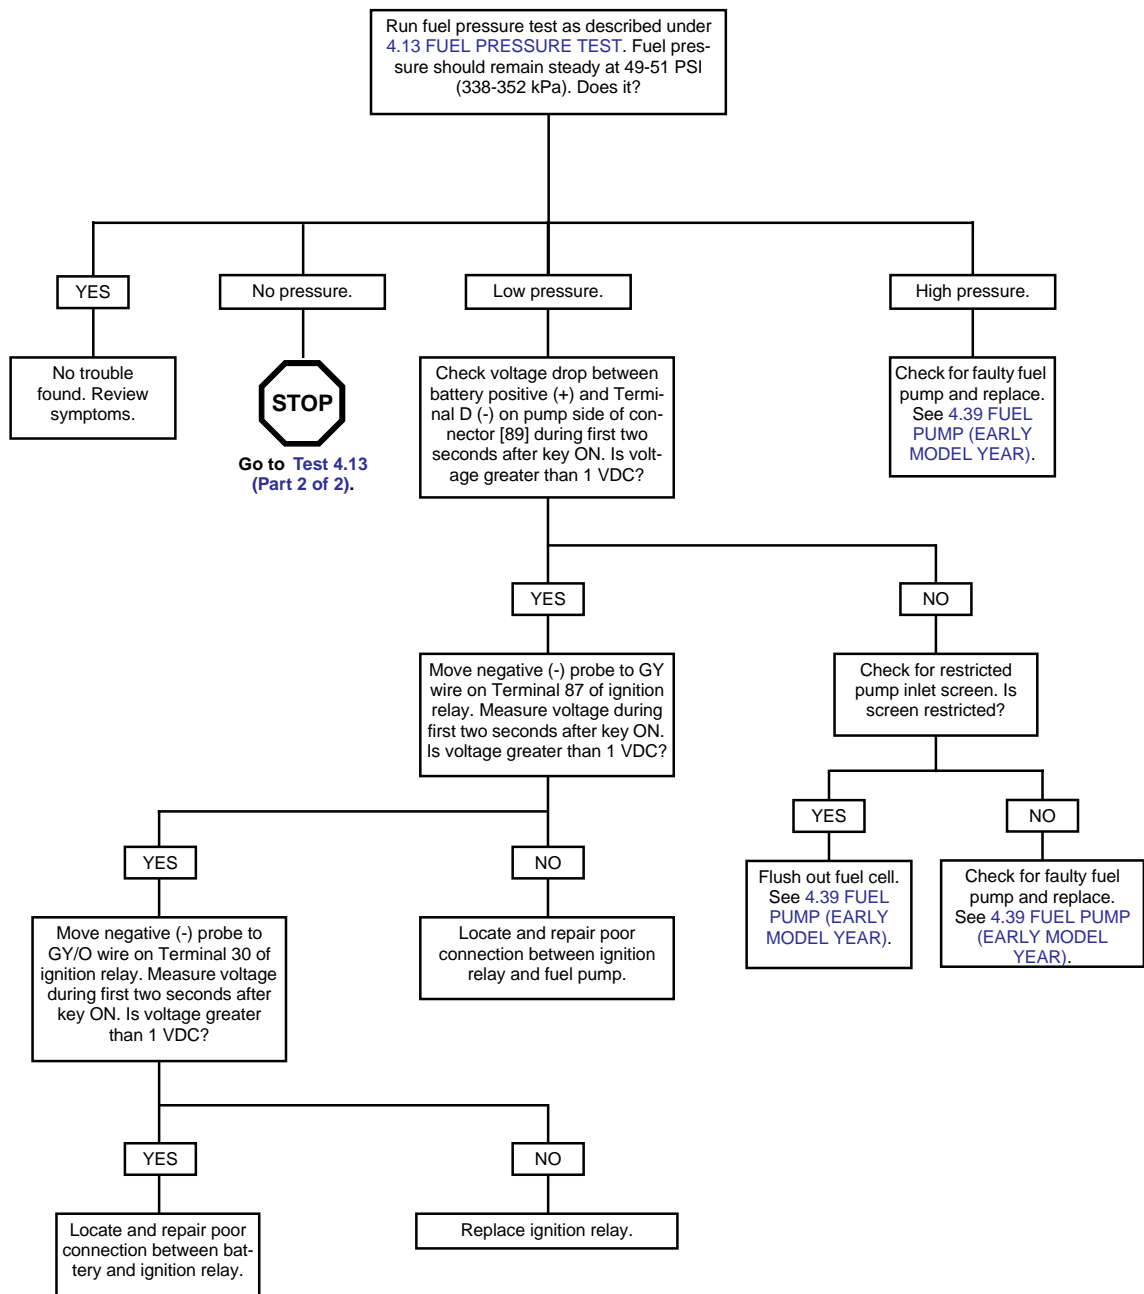 Run fuel pressure test as described under
4.13 FUEL PRESSURE TEST. Fuel pres-
sure should remain steady at 49-51 PSI
(338-352 kPa). Does it?
YES
No pressure.
Low pressure.
High pressure.
No trouble
found. Review
symptoms.
STOP
Go to Test 4.13
(Part 2 of 2).
Check voltage drop between
battery positive (+) and Termi-
nal D (-) on pump side of con-
nector [89] during first two
seconds after key ON. Is volt-
age greater than 1 VDC?
Check for faulty fuel
pump and replace.
See 4.39 FUEL
PUMP (EARLY
MODEL YEAR).
YES
NO
Move negative (-) probe to GY
wire on Terminal 87 of ignition
relay. Measure voltage during
first two seconds after key ON.
Is voltage greater than 1 VDC?
Check for restricted
pump inlet screen. Is
screen restricted?
YES
NO
YES
NO
Move negative (-) probe to
GY/O wire on Terminal 30 of
ignition relay. Measure voltage
during first two seconds after
key ON. Is voltage greater
than 1 VDC?
Locate and repair poor
connection between ignition
relay and fuel pump.
Flush out fuel cell.
See 4.39 FUEL
PUMP (EARLY
MODEL YEAR).
Check for faulty fuel
pump and replace.
See 4.39 FUEL PUMP
(EARLY MODEL
YEAR).
YES
NO
Locate and repair poor
connection between bat-
tery and ignition relay.
Replace ignition relay.